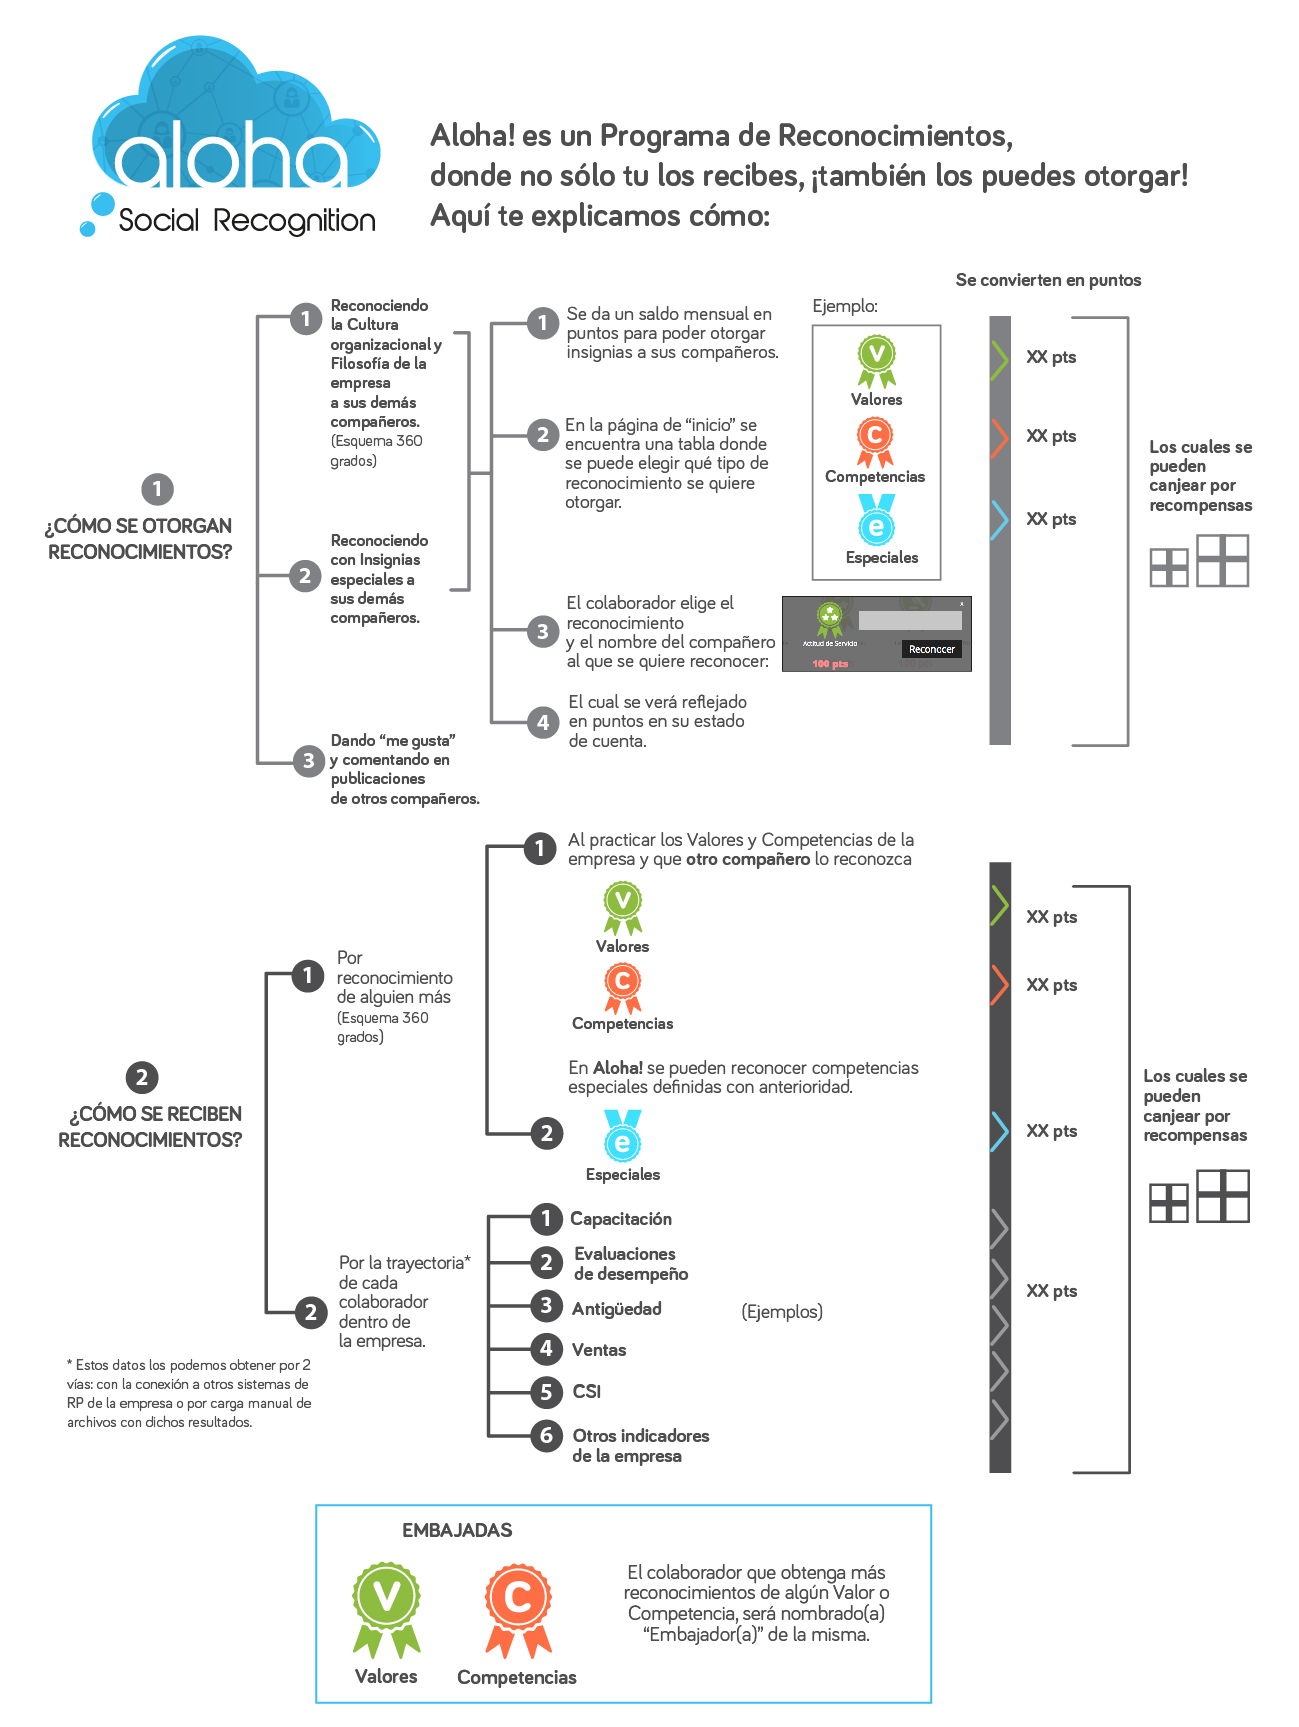 aloha
Social Recognition
Aloha! es un Programa de Reconocimientos,
donde no sólo tu los recibes, ¡también los puedes otorgar!
Aquí te explicamos cómo:
1
¿CÓMO SE OTORGAN
RECONOCIMIENTOS?
1
Reconociendo
la Cultura
organizacional y
Filosofía de la
empresa
a sus demás
compañeros.
(Esquema 360
grados)
2
Reconociendo
con Insignias
especiales a
sus demás
compañeros.
3
Dando “me gusta”
y comentando en
publicaciones
de otros compañeros.
1
Se da un saldo mensual en
puntos para poder otorgar
insignias a sus compañeros.
2
En la página de “inicio” se
encuentra una tabla donde
se puede elegir qué tipo de
reconocimiento se quiere
otorgar.
3
El colaborador elige el
reconocimiento
y el nombre del compañero
al que se quiere reconocer:
4
El cual se verá reflejado
en puntos en su estado
de cuenta.
Ejemplo:
V
Valores
C
Competencias
e
Especiales
x
Actitud de Servicio
Reconocer
100 pts
Se convierten en puntos
XX pts
XX pts
XX pts
Los cuales se
pueden
canjear por
recompensas
2
¿CÓMO SE RECIBEN
RECONOCIMIENTOS?
1
Por
reconocimiento
de alguien más
(Esquema 360
grados)
2
Por la trayectoria*
de cada
colaborador
dentro de
la empresa.
* Estos datos los podemos obtener por 2
vías: con la conexión a otros sistemas de
RP de la empresa o por carga manual de
archivos con dichos resultados.
1
Al practicar los Valores y Competencias de la
empresa y que otro compañero lo reconozca
V
Valores
C
Competencias
En Aloha! se pueden reconocer competencias
especiales definidas con anterioridad.
2
e
Especiales
1 Capacitación
2 Evaluaciones
de desempeño
3 Antigüedad
(Ejemplos)
4 Ventas
5 CSI
6 Otros indicadores
de la empresa
XX pts
XX pts
XX pts
XX pts
Los cuales se
pueden
canjear por
recompensas
EMBAJADAS
V
Valores
C
Competencias
El colaborador que obtenga más
reconocimientos de algún Valor o
Competencia, será nombrado(a)
“Embajador(a)” de la misma.